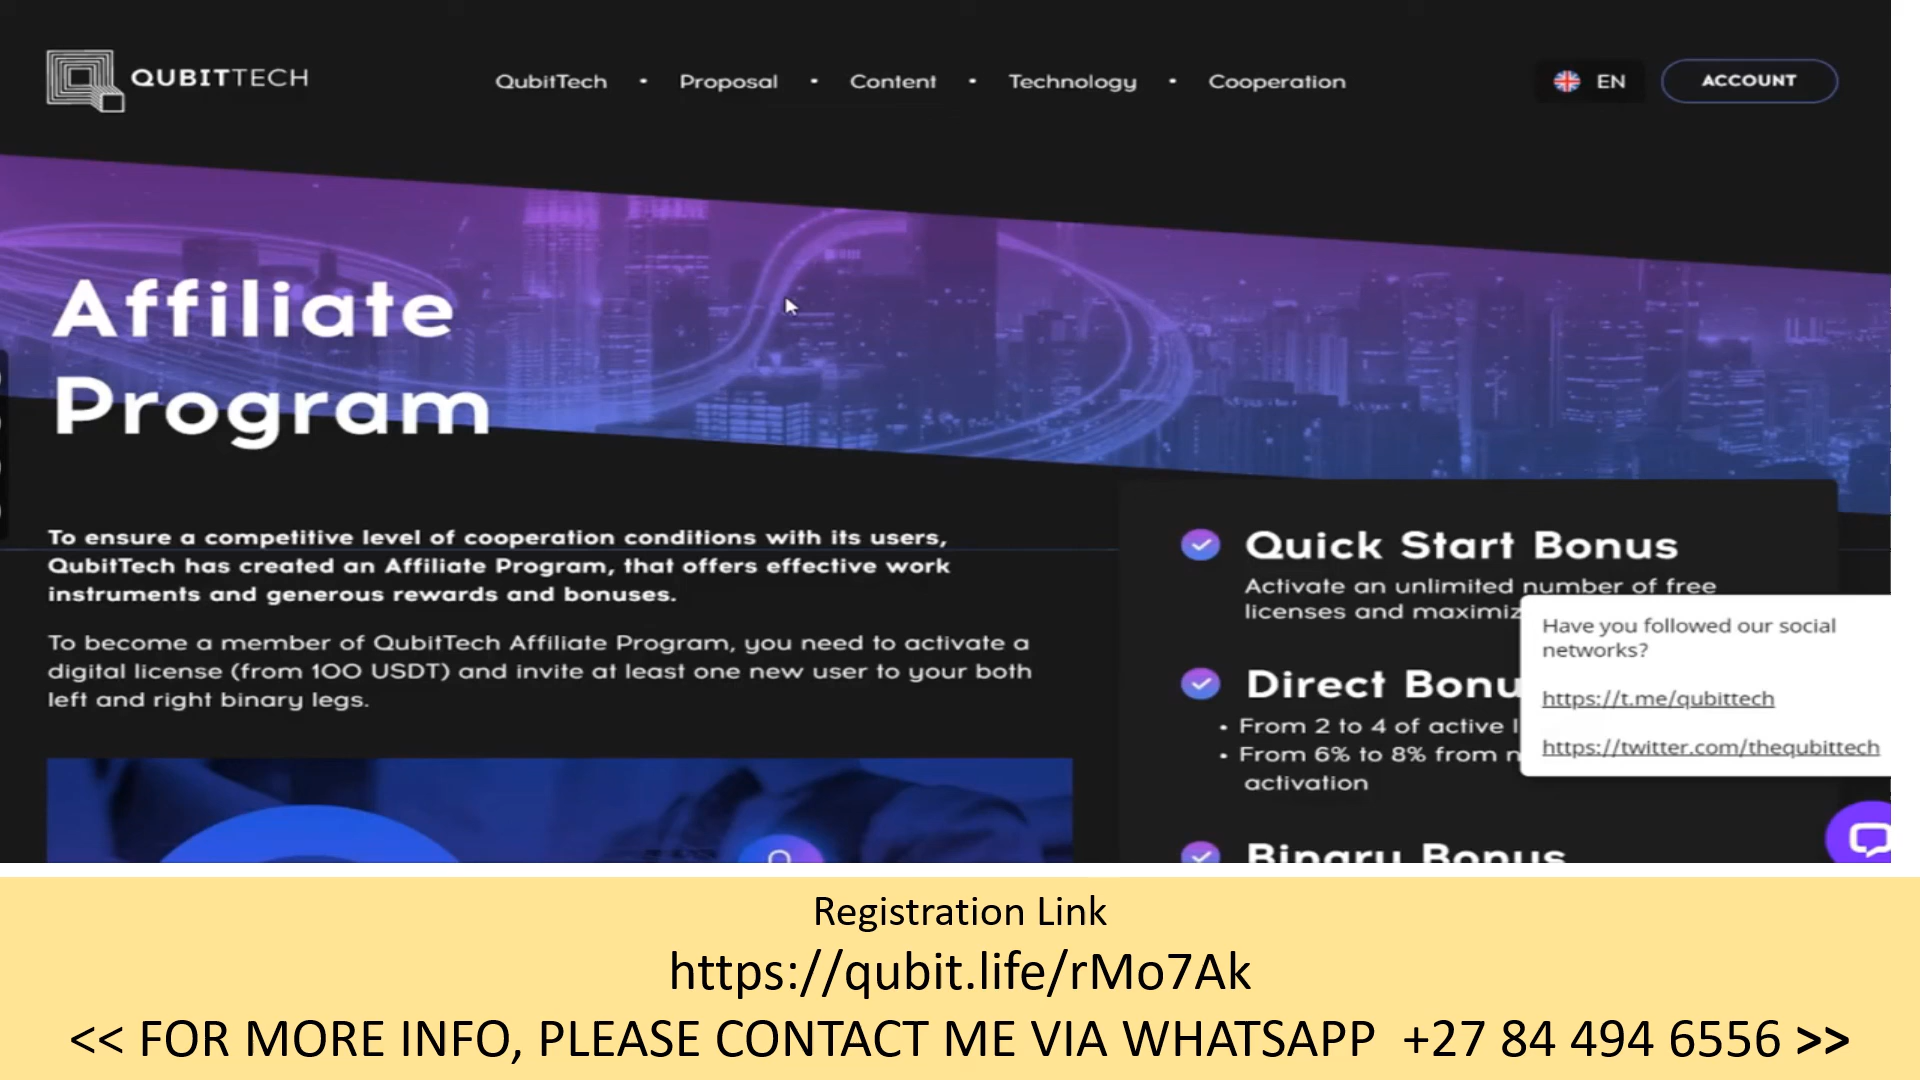 QUBITTECH
QubitTech • Proposal • Content • Technology • Cooperation
EN
ACCOUNT
Affiliate
Program
To ensure a competitive level of cooperation conditions with its users,
QubitTech has created an Affiliate Program, that offers effective work
instruments and generous rewards and bonuses.
To become a member of QubitTech Affiliate Program, you need to activate a
digital license (from 100 USDT) and invite at least one new user to your both
left and right binary legs.
Quick Start Bonus
Activate an unlimited number of free
licenses and
Direct
• From 2 to 4 of active
• From 6% to 8% from
activation
Binary Bonus
Have you followed our social
networks?
https://t.me/qubittech
https://twitter.com/thequbittech
Registration Link
https://qubit.life/rMo7Ak
<< FOR MORE INFO, PLEASE CONTACT ME VIA WHATSAPP +27 84 494 6556 >>